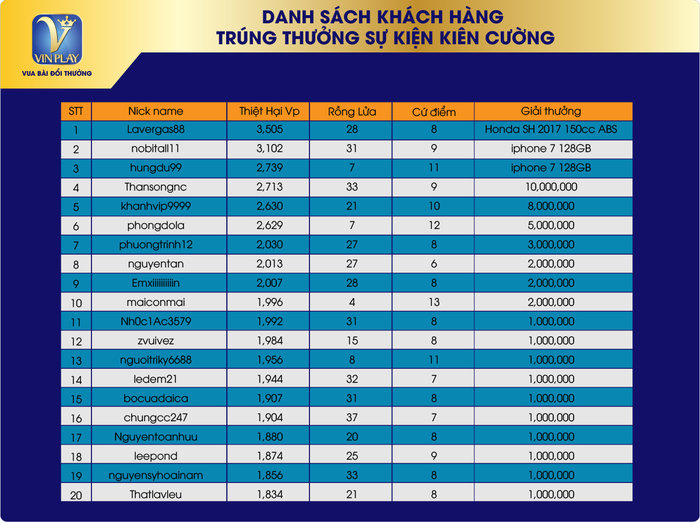 VINPLAY
VUA BÀI ĐỔI THƯỞNG
DANH SÁCH KHÁCH HÀNG
TRÚNG THƯỞNG SỰ KIỆN KIÊN CƯỜNG
STT Nick name Thiệt Hại Vp Rồng Lửa Cứ điểm Giải thưởng
1 Lavergas88 3,505 28 8 Honda SH 2017 150cc ABS
2 nobitall11 3,102 31 9 iphone 7 128GB
3 hungdu99 2,739 7 11 iphone 7 128GB
4 Thansongnc 2,713 33 9 10,000,000
5 khanhvip9999 2,630 21 10 8,000,000
6 phongdola 2,629 7 12 5,000,000
7 phuongtrinh12 2,030 27 8 3,000,000
8 nguyentan 2,013 27 6 2,000,000
9 Emxiiiiiiiiiin 2,007 28 8 2,000,000
10 maiconmai 1,996 4 13 2,000,000
11 Nh0c1Ac3579 1,992 31 8 1,000,000
12 zvuivez 1,984 15 8 1,000,000
13 nguoitriky6688 1,956 8 11 1,000,000
14 ledem21 1,944 32 7 1,000,000
15 bocuadaica 1,907 31 8 1,000,000
16 chungcc247 1,904 37 7 1,000,000
17 Nguyentoanhuu 1,880 20 8 1,000,000
18 leepond 1,874 25 9 1,000,000
19 nguyensyhoainam 1,856 33 8 1,000,000
20 Thatlavleu 1,834 21 8 1,000,000